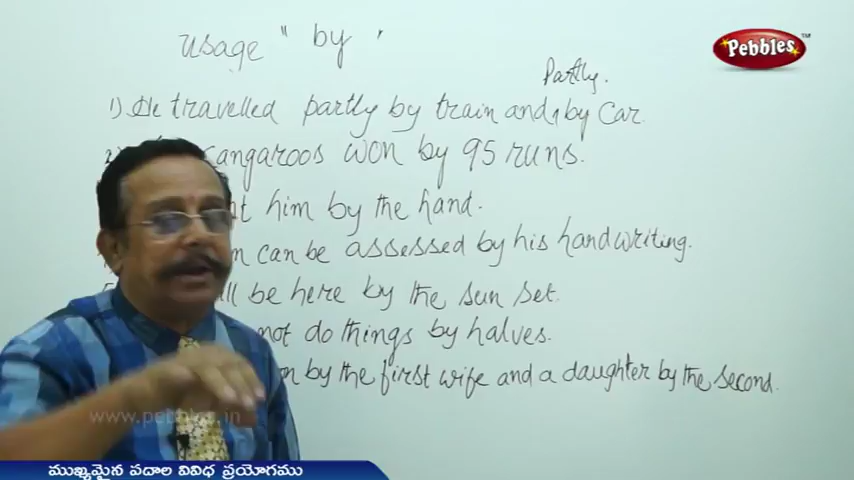 usage " by "
Pebbles™
Partly.
1) He travelled partly by train and, by car.
kangaroos won by 95 runs.
him by the hand.
can be assessed by his handwriting.
be here by the sun set.
not do things by halves.
by the first wife and a daughter by the second.
www.pebbles.in
ముఖ్యమైన పదాల వివిధ ప్రయోగము